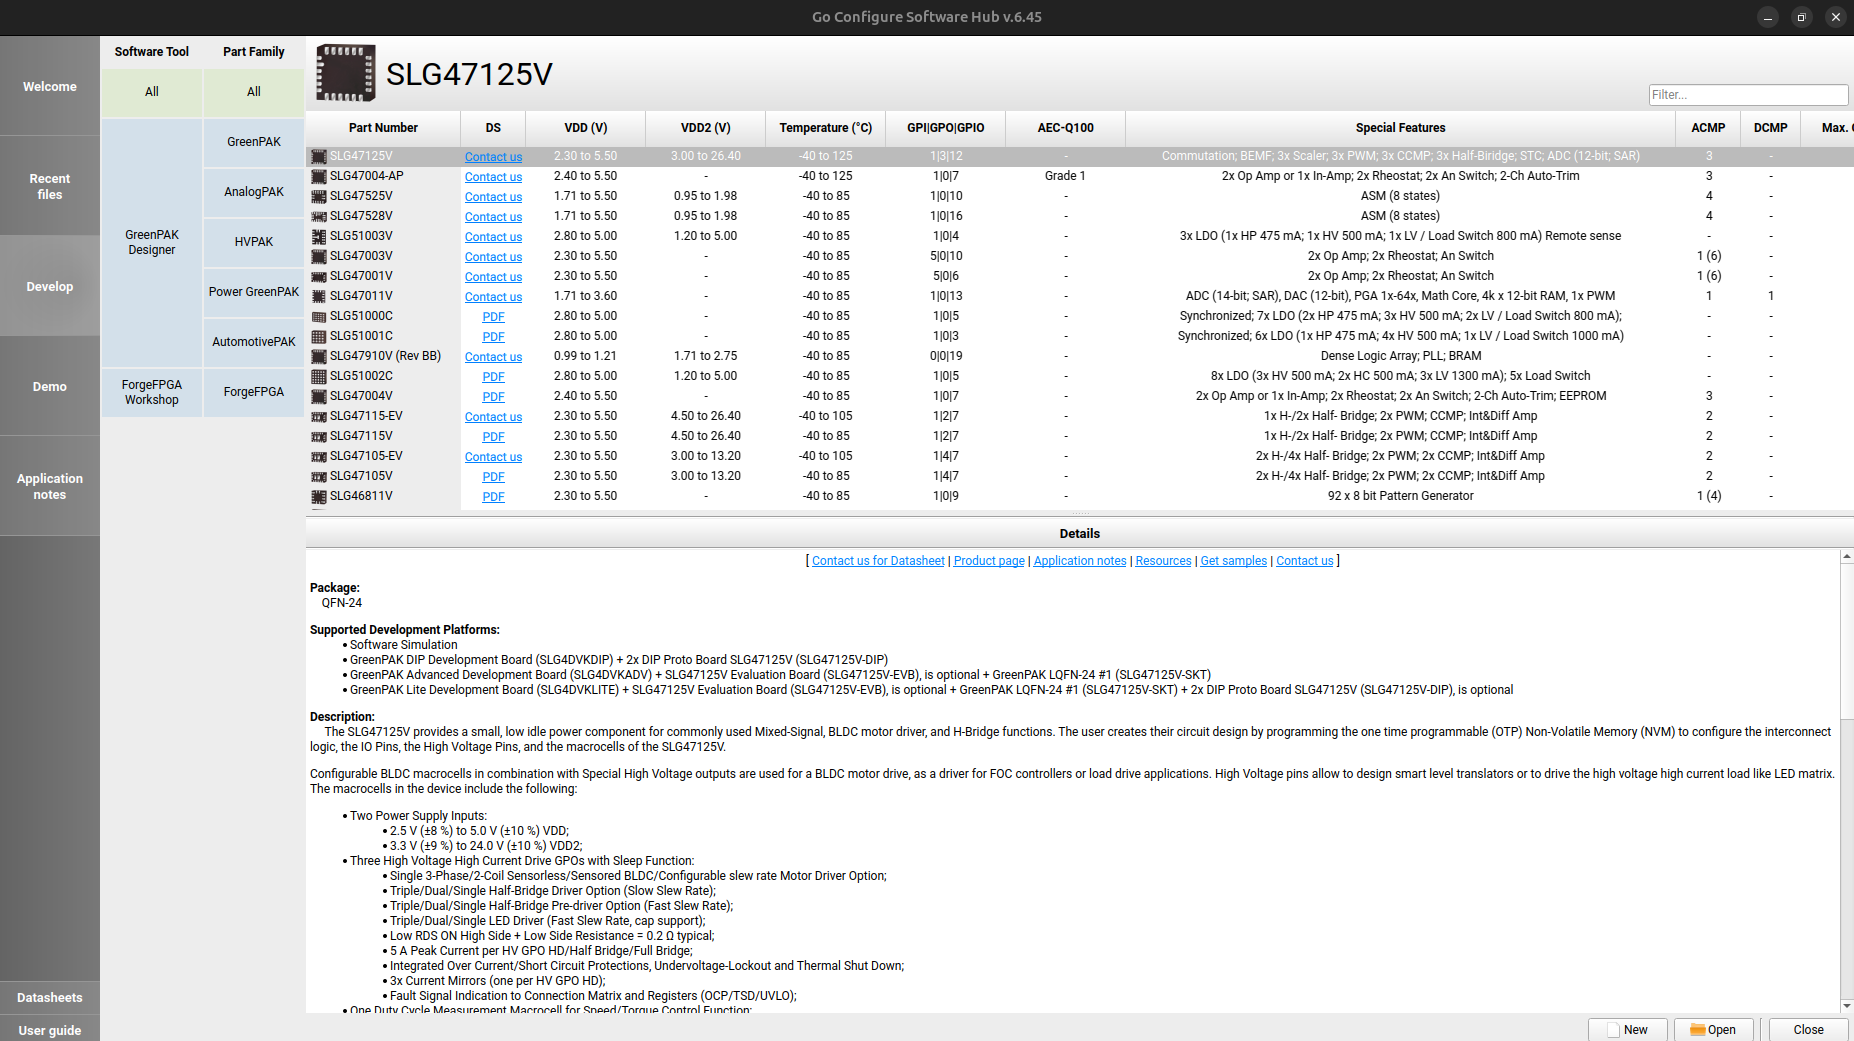 Go Configure Software Hub v.6.45
Welcome
Recent files
Develop
Demo
Application notes
Datasheets
User guide
Software Tool Part Family
All All
GreenPAK Designer
GreenPAK
AnalogPAK
HVPAK
Power GreenPAK
AutomotivePAK
ForgeFPGA Workshop ForgeFPGA
SLG47125V
Filter...
Part Number DS VDD (V) VDD2 (V) Temperature (°C) GPI|GPO|GPIO AEC-Q100 Special Features ACMP DCMP Max.
SLG47125V Contact us 2.30 to 5.50 3.00 to 26.40 -40 to 125 1|3|12 - Commutation; BEMF; 3x Scaler; 3x PWM; 3x CCMP; 3x Half-Biridge; STC; ADC (12-bit; SAR) 3 -
SLG47004-AP Contact us 2.40 to 5.50 - -40 to 125 1|0|7 Grade 1 2x Op Amp or 1x In-Amp; 2x Rheostat; 2x An Switch; 2-Ch Auto-Trim 3 -
SLG47525V Contact us 1.71 to 5.50 0.95 to 1.98 -40 to 85 1|0|10 - ASM (8 states) 4 -
SLG47528V Contact us 1.71 to 5.50 0.95 to 1.98 -40 to 85 1|0|16 - ASM (8 states) 4 -
SLG51003V Contact us 2.80 to 5.00 1.20 to 5.00 -40 to 85 1|0|4 - 3x LDO (1x HP 475 mA; 1x HV 500 mA; 1x LV / Load Switch 800 mA) Remote sense - -
SLG47003V Contact us 2.30 to 5.50 - -40 to 85 5|0|10 - 2x Op Amp; 2x Rheostat; An Switch 1 (6) -
SLG47001V Contact us 2.30 to 5.50 - -40 to 85 5|0|6 - 2x Op Amp; 2x Rheostat; An Switch 1 (6) -
SLG47011V Contact us 1.71 to 3.60 - -40 to 85 1|0|13 - ADC (14-bit; SAR), DAC (12-bit), PGA 1x-64x, Math Core, 4k x 12-bit RAM, 1x PWM 1 1
SLG51000C PDF 2.80 to 5.00 - -40 to 85 1|0|5 - Synchronized; 7x LDO (2x HP 475 mA; 3x HV 500 mA; 2x LV / Load Switch 800 mA); - -
SLG51001C PDF 2.80 to 5.00 - -40 to 85 1|0|3 - Synchronized; 6x LDO (1x HP 475 mA; 4x HV 500 mA; 1x LV / Load Switch 1000 mA) - -
SLG47910V (Rev BB) Contact us 0.99 to 1.21 1.71 to 2.75 -40 to 85 0|0|19 - Dense Logic Array; PLL; BRAM - -
SLG51002C PDF 2.80 to 5.00 1.20 to 5.00 -40 to 85 1|0|5 - 8x LDO (3x HV 500 mA; 2x HC 500 mA; 3x LV 1300 mA); 5x Load Switch - -
SLG47004V PDF 2.40 to 5.50 - -40 to 85 1|0|7 - 2x Op Amp or 1x In-Amp; 2x Rheostat; 2x An Switch; 2-Ch Auto-Trim; EEPROM 3 -
SLG47115-EV Contact us 2.30 to 5.50 4.50 to 26.40 -40 to 105 1|2|7 - 1x H-/2x Half- Bridge; 2x PWM; CCMP; Int&Diff Amp 2 -
SLG47115V PDF 2.30 to 5.50 4.50 to 26.40 -40 to 85 1|2|7 - 1x H-/2x Half- Bridge; 2x PWM; CCMP; Int&Diff Amp 2 -
SLG47105-EV Contact us 2.30 to 5.50 3.00 to 13.20 -40 to 105 1|4|7 - 2x H-/4x Half- Bridge; 2x PWM; 2x CCMP; Int&Diff Amp 2 -
SLG47105V PDF 2.30 to 5.50 3.00 to 13.20 -40 to 85 1|4|7 - 2x H-/4x Half- Bridge; 2x PWM; 2x CCMP; Int&Diff Amp 2 -
SLG46811V PDF 2.30 to 5.50 - -40 to 85 1|0|9 - 92 x 8 bit Pattern Generator 1 (4) -
Details
[ Contact us for Datasheet | Product page | Application notes | Resources | Get samples | Contact us ]
Package:
QFN-24
Supported Development Platforms:
• Software Simulation
• GreenPAK DIP Development Board (SLG4DVKDIP) + 2x DIP Proto Board SLG47125V (SLG47125V-DIP)
• GreenPAK Advanced Development Board (SLG4DVKADV) + SLG47125V Evaluation Board (SLG47125V-EVB), is optional + GreenPAK LQFN-24 #1 (SLG47125V-SKT)
• GreenPAK Lite Development Board (SLG4DVKLITE) + SLG47125V Evaluation Board (SLG47125V-EVB), is optional + GreenPAK LQFN-24 #1 (SLG47125V-SKT) + 2x DIP Proto Board SLG47125V (SLG47125V-DIP), is optional
Description:
The SLG47125V provides a small, low idle power component for commonly used Mixed-Signal, BLDC motor driver, and H-Bridge functions. The user creates their circuit design by programming the one time programmable (OTP) Non-Volatile Memory (NVM) to configure the interconnect
logic, the IO Pins, the High Voltage Pins, and the macrocells of the SLG47125V.
Configurable BLDC macrocells in combination with Special High Voltage outputs are used for a BLDC motor drive, as a driver for FOC controllers or load drive applications. High Voltage pins allow to design smart level translators or to drive the high voltage high current load like LED matrix.
The macrocells in the device include the following:
• Two Power Supply Inputs:
• 2.5 V (±8 %) to 5.0 V (±10 %) VDD;
• 3.3 V (±9 %) to 24.0 V (±10 %) VDD2;
• Three High Voltage High Current Drive GPOs with Sleep Function:
• Single 3-Phase/2-Coil Sensorless/Sensored BLDC/Configurable slew rate Motor Driver Option;
• Triple/Dual/Single Half-Bridge Driver Option (Slow Slew Rate);
• Triple/Dual/Single Half-Bridge Pre-driver Option (Fast Slew Rate);
• Triple/Dual/Single LED Driver (Fast Slew Rate, cap support);
• Low RDS ON High Side + Low Side Resistance = 0.2 Ω typical;
• 5 A Peak Current per HV GPO HD/Half Bridge/Full Bridge;
• Integrated Over Current/Short Circuit Protections, Undervoltage-Lockout and Thermal Shut Down;
• 3x Current Mirrors (one per HV GPO HD);
• Fault Signal Indication to Connection Matrix and Registers (OCP/TSD/UVLO);
• One Duty Cycle Measurement Macrocell for Speed/Torque Control Function:
New Open Close